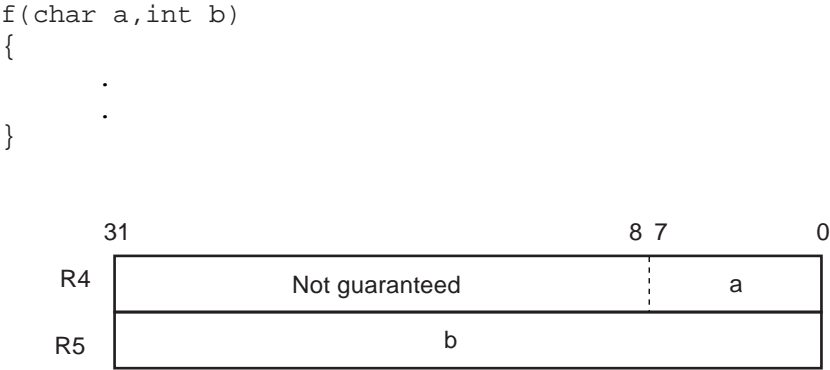 f(char a,int b)
{
.
.
}
31 8 7 0
R4 Not guaranteed a
R5 b